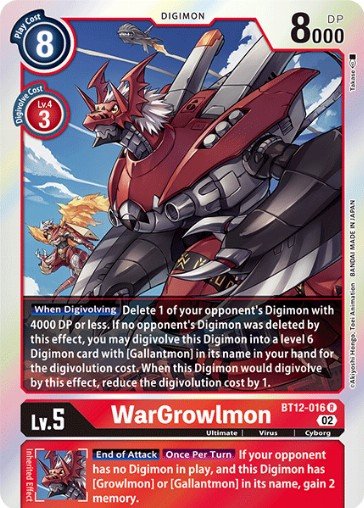 Play Cost
8
DIGIMON
8000 DP
Digivolve Cost
Lv.4
3
Takase
©Akiyoshi Hongo, Toei Animation BANDAI MADE IN JAPAN
When Digivolving Delete 1 of your opponent's Digimon with
4000 DP or less. If no opponent's Digimon was deleted by
this effect, you may digivolve this Digimon into a level 6
Digimon card with [Gallantmon] in its name in your hand for
the digivolution cost. When this Digimon would digivolve
by this effect, reduce the digivolution cost by 1.
Lv.5
WarGrowlmon
BT12-016 R
02
Ultimate Virus Cyborg
Inherited Effect
End of Attack Once Per Turn If your opponent
has no Digimon in play, and this Digimon has
[Growlmon] or [Gallantmon] in its name, gain 2
memory.